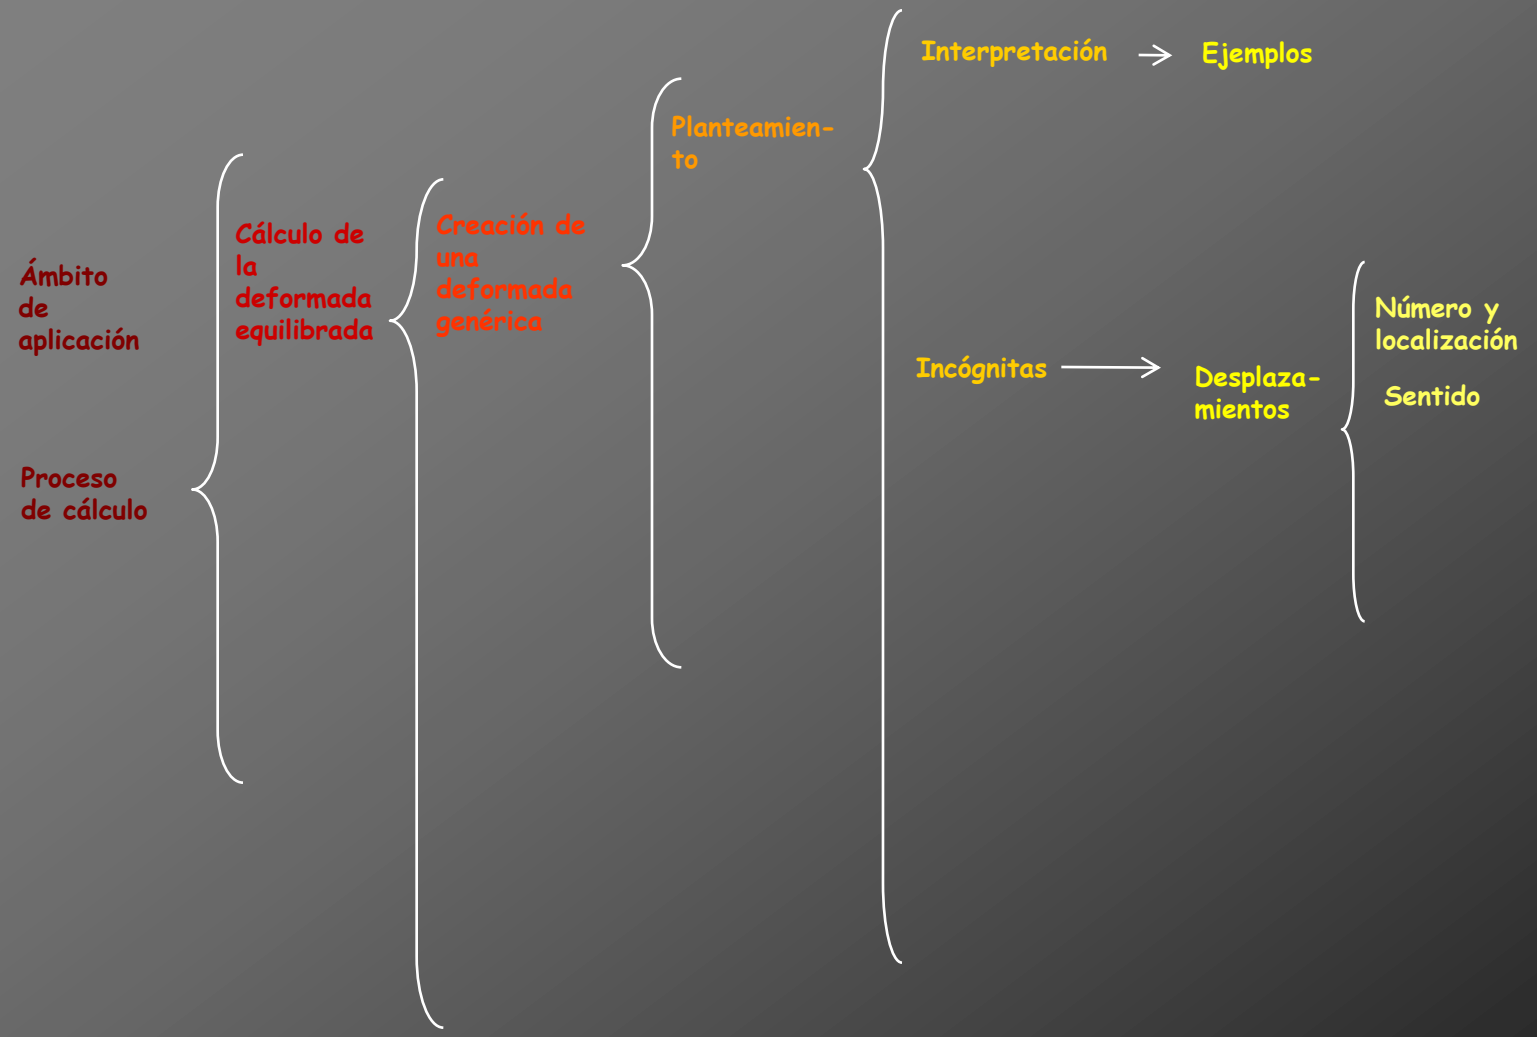 Ámbito
de
aplicación
Proceso
de cálculo
Cálculo de
la
deformada
equilibrada
Creación de
una
deformada
genérica
Planteamien-
to
Interpretación
Ejemplos
Incógnitas
Desplaza-
mientos
Número y
localización
Sentido